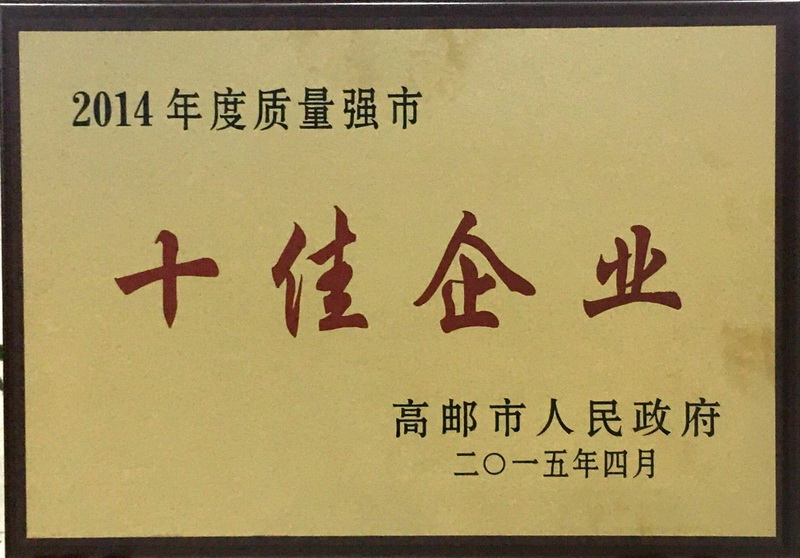 2014年度质量强市
十佳企业
高邮市人民政府
二〇一五年四月